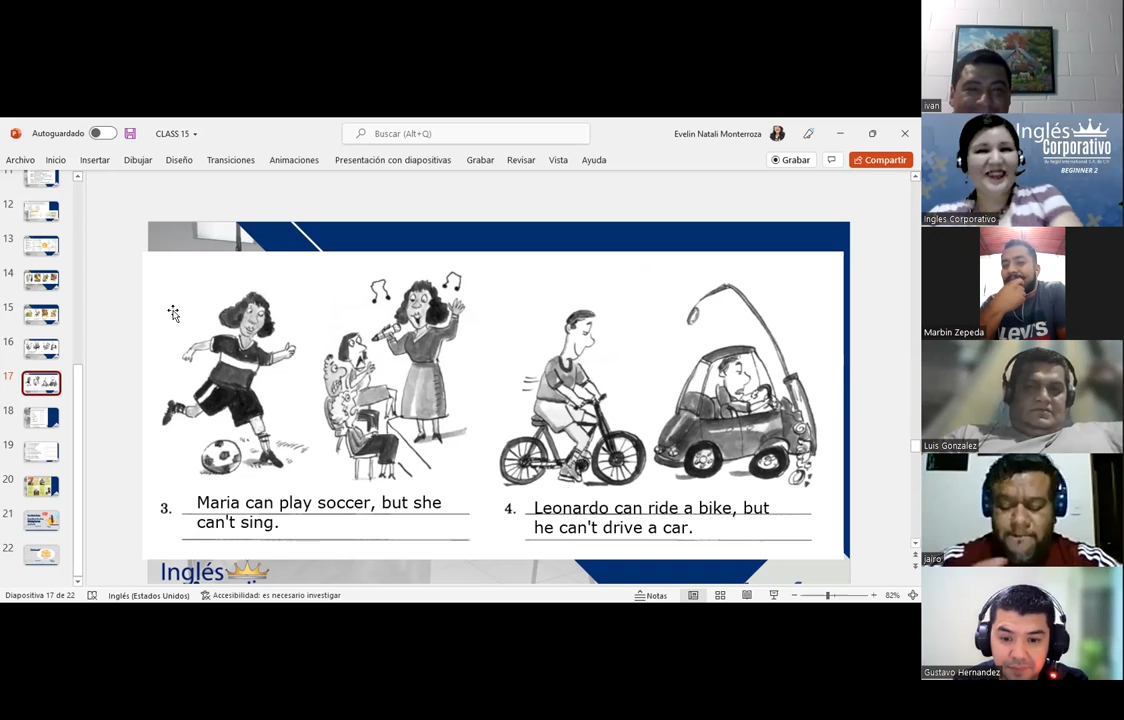 Autoguardado
CLASS 15
Buscar (Alt+Q)
Evelin Natali Monterroza
Archivo Inicio Insertar Dibujar Diseño Transiciones Animaciones Presentación con diapositivas Grabar Revisar Vista Ayuda
Grabar
Compartir
12
13
14
15
16
17
18
19
20
21
22
3. Maria can play soccer, but she
can't sing.
4. Leonardo can ride a bike, but
he can't drive a car.
Inglés
Diapositiva 17 de 22
Inglés (Estados Unidos)
Accesibilidad: es necesario investigar
Notas
82%
ivan
Inglés
Corporativo
BEGINNER 2
Ingles Corporativo
LEVI'S
Marbin Zepeda
Luis Gonzalez
jairo
Gustavo Hernandez